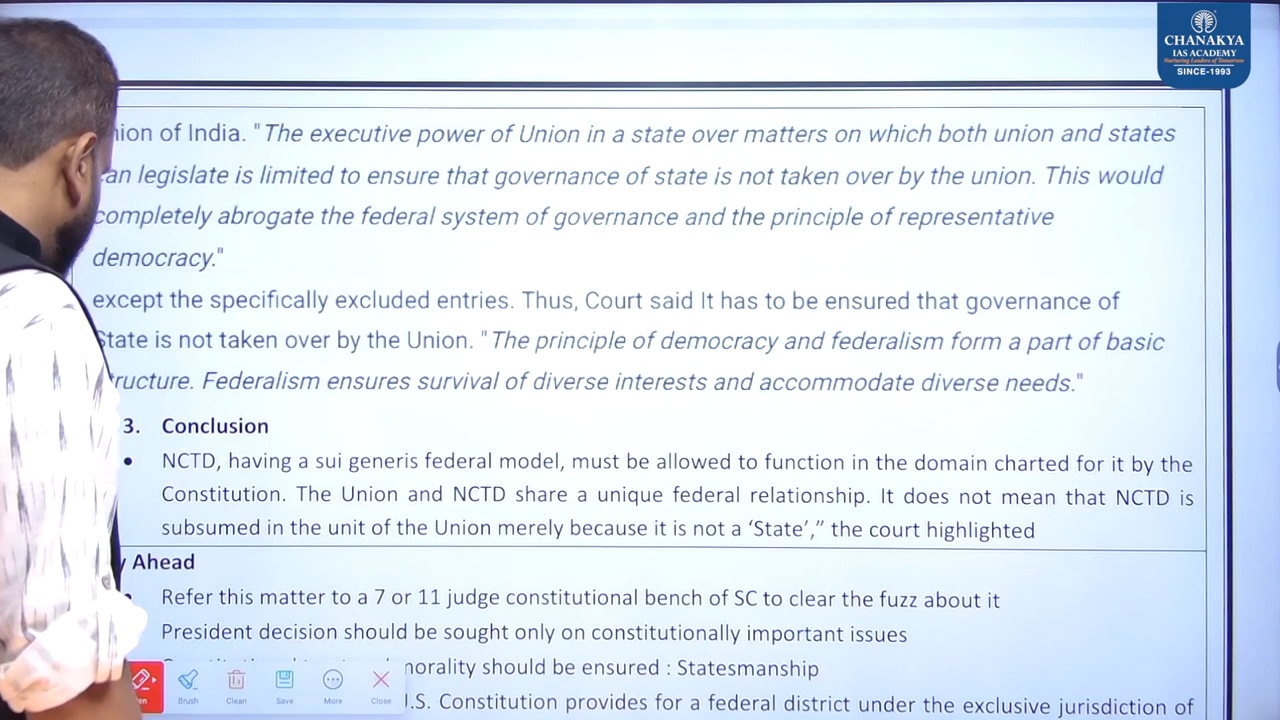 CHANAKYA
IAS ACADEMY
Nurturing Leaders of Tomorrow
SINCE-1993
of India. "The executive power of Union in a state over matters on which both union and states
legislate is limited to ensure that governance of state is not taken over by the union. This would
completely abrogate the federal system of governance and the principle of representative
democracy."
except the specifically excluded entries. Thus, Court said It has to be ensured that governance of
State is not taken over by the Union. "The principle of democracy and federalism form a part of basic
structure. Federalism ensures survival of diverse interests and accommodate diverse needs."
3. Conclusion
• NCTD, having a sui generis federal model, must be allowed to function in the domain charted for it by the
Constitution. The Union and NCTD share a unique federal relationship. It does not mean that NCTD is
subsumed in the unit of the Union merely because it is not a ‘State’,” the court highlighted
Ahead
Refer this matter to a 7 or 11 judge constitutional bench of SC to clear the fuzz about it
President decision should be sought only on constitutionally important issues
morality should be ensured : Statesmanship
U.S. Constitution provides for a federal district under the exclusive jurisdiction of
Pen Brush Clean Save More Close